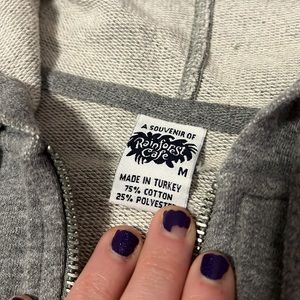 A SOUVENIR OF
Rainforest
Cafe
M
MADE IN TURKEY
75% COTTON
25% POLYESTER